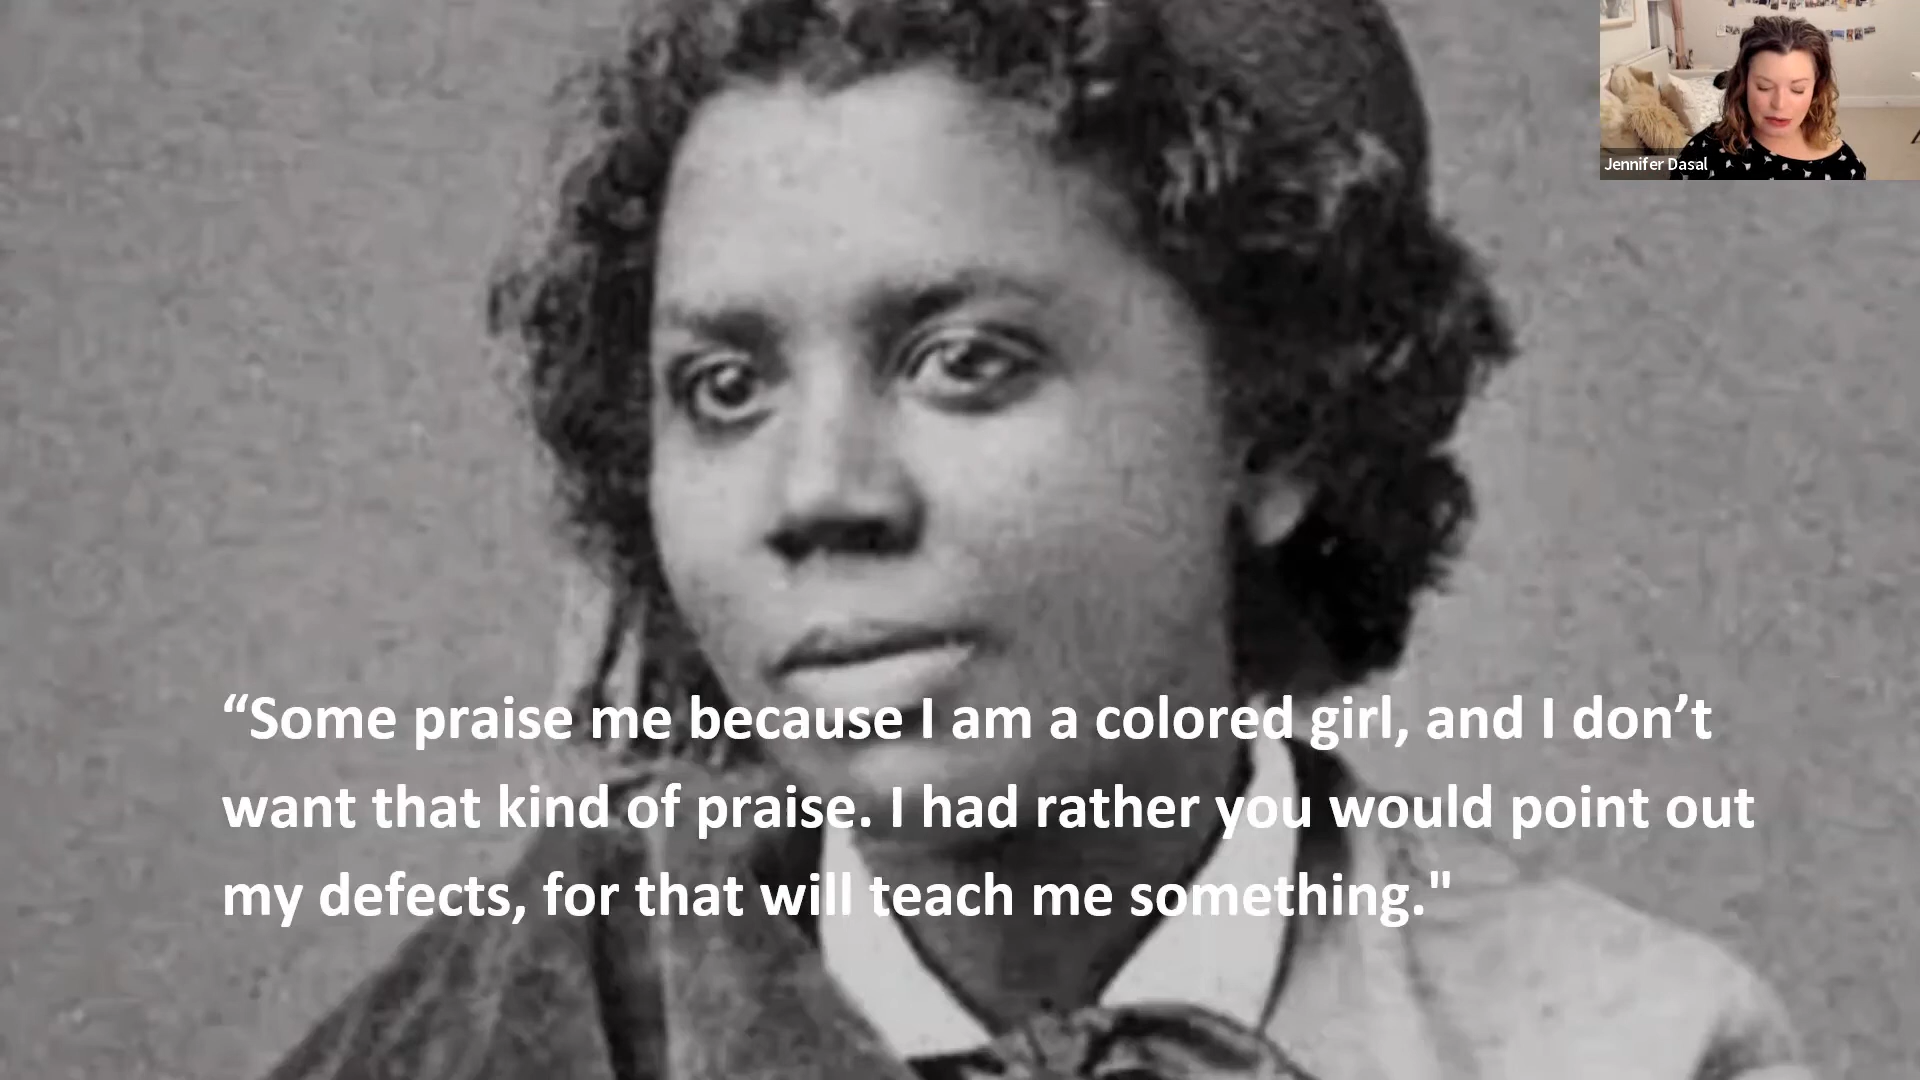 Jennifer Dasal
“Some praise me because I am a colored girl, and I don’t
want that kind of praise. I had rather you would point out
my defects, for that will teach me something."